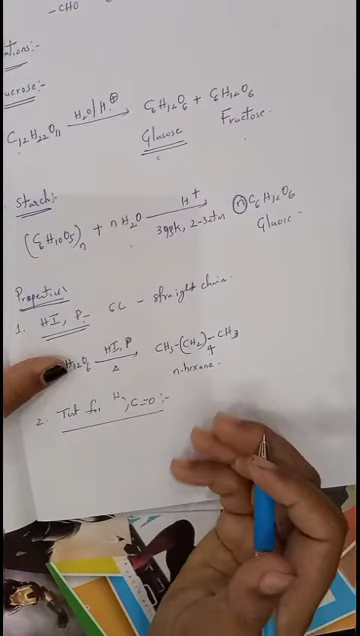 -CHO
ations:-
ucrose:-
C12H22O11 H2O/H⊕ → C6H12O6 + C6H12O6
Glucose Fructose.
Starch:
(C6H10O5)n + nH2O H+ → n C6H12O6
393K, 2-3atm Glucose
Properties:
1. HI, P:- 6C - straight chain.
H12O6 HI, P → CH3-(CH2)4-CH3
Δ n-hexane.
2. Test for , C=O:-